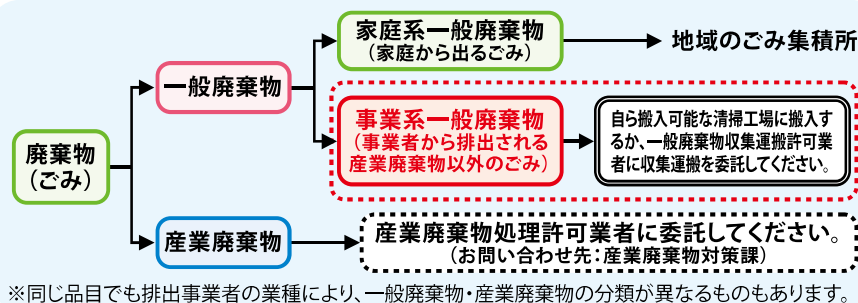 家庭系一般廃棄物
(家庭から出るごみ)
地域のごみ集積所
一般廃棄物
事業系一般廃棄物
(事業者から排出される
産業廃棄物以外のごみ)
自ら搬入可能な清掃工場に搬入す
るか、一般廃棄物収集運搬許可業
者に収集運搬を委託してください。
廃棄物
(ごみ)
産業廃棄物
産業廃棄物処理許可業者に委託してください。
(お問い合わせ先:産業廃棄物対策課)
※同じ品目でも排出事業者の業種により、一般廃棄物・産業廃棄物の分類が異なるものもあります。